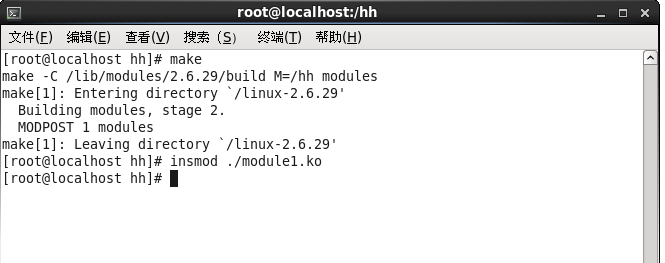 root@localhost:/hh
文件(F) 编辑(E) 查看(V) 搜索 (S) 终端(T) 帮助(H)
[root@localhost hh]# make
make -C /lib/modules/2.6.29/build M=/hh modules
make[1]: Entering directory `/linux-2.6.29'
  Building modules, stage 2.
  MODPOST 1 modules
make[1]: Leaving directory `/linux-2.6.29'
[root@localhost hh]# insmod ./module1.ko
[root@localhost hh]#